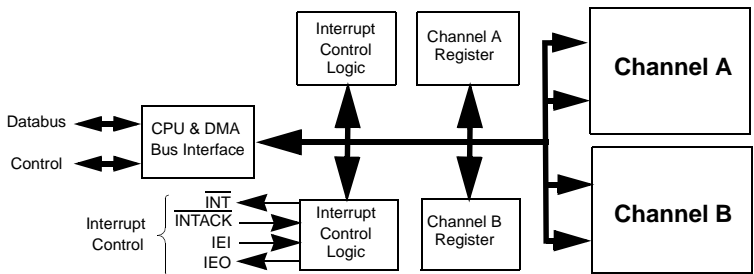 Interrupt
Control
Logic
Channel A
Register
Channel A
Databus
Control
CPU & DMA
Bus Interface
Interrupt
Control
INT
INTACK
IEI
IEO
Interrupt
Control
Logic
Channel B
Register
Channel B